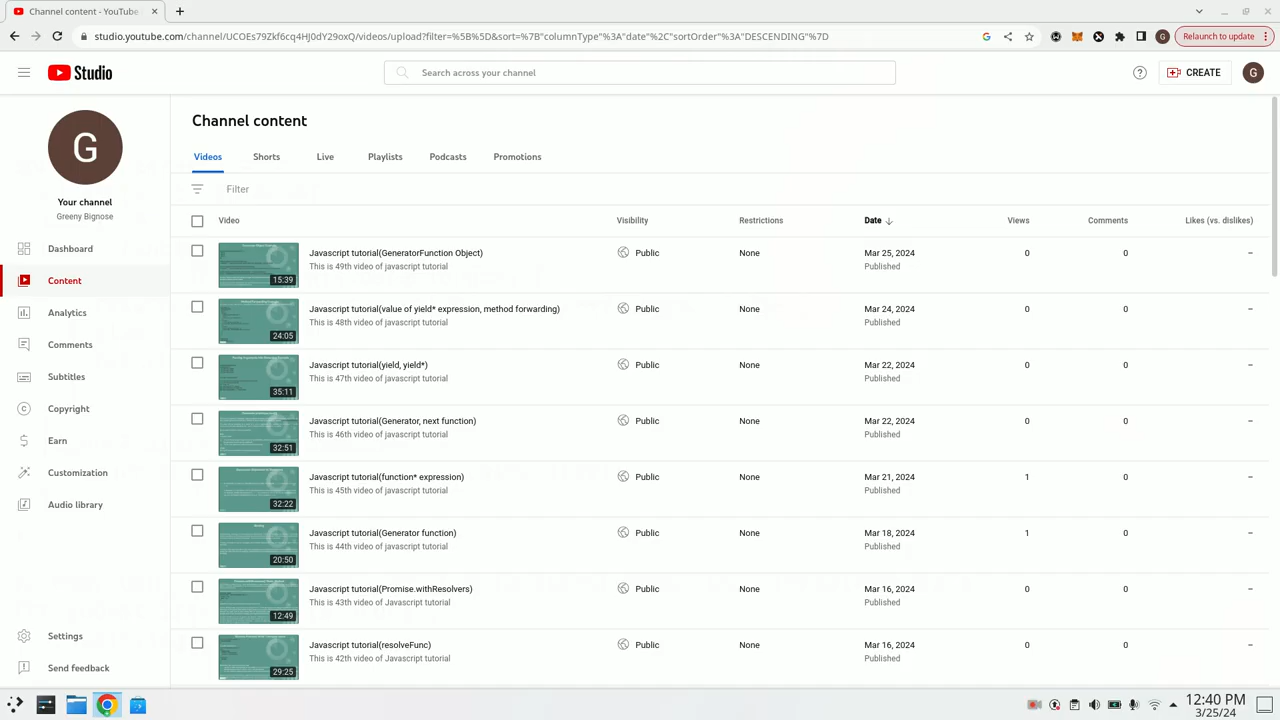 Channel content - YouTube
studio.youtube.com/channel/UCOEs79Zkf6cq4HJ0dY29oxQ/videos/upload?filter=%5B%5D&sort=%7B"columnType"%3A"date"%2C"sortOrder"%3A"DESCENDING"%7D
G
Relaunch to update
Studio
Search across your channel
CREATE
G
G
Your channel
Greeny Bignose
Dashboard
Content
Analytics
Comments
Subtitles
Copyright
Earn
Customization
Audio library
Settings
Send feedback
Channel content
Videos Shorts Live Playlists Podcasts Promotions
Filter
Video Visibility Restrictions Date Views Comments Likes (vs. dislikes)
15:39 Javascript tutorial(GeneratorFunction Object) Public None Mar 25, 2024 0 0 –
This is 49th video of javascript tutorial Published
24:05 Javascript tutorial(value of yield* expression, method forwarding) Public None Mar 24, 2024 0 0 –
This is 48th video of javascript tutorial Published
35:11 Javascript tutorial(yield, yield*) Public None Mar 22, 2024 0 0 –
This is 47th video of javascript tutorial Published
32:51 Javascript tutorial(Generator, next function) Public None Mar 22, 2024 0 0 –
This is 46th video of javascript tutorial Published
32:22 Javascript tutorial(function* expression) Public None Mar 21, 2024 0 0 –
This is 45th video of javascript tutorial Published
20:50 Javascript tutorial(Generator function) Public None Mar 18, 2024 1 0 –
This is 44th video of javascript tutorial Published
12:49 Javascript tutorial(Promise.withResolvers) Public None Mar 16, 2024 0 0 –
This is 43th video of javascript tutorial Published
29:25 Javascript tutorial(resolveFunc) Public None Mar 16, 2024 0 0 –
This is 42th video of javascript tutorial Published
12:40 PM
3/25/24